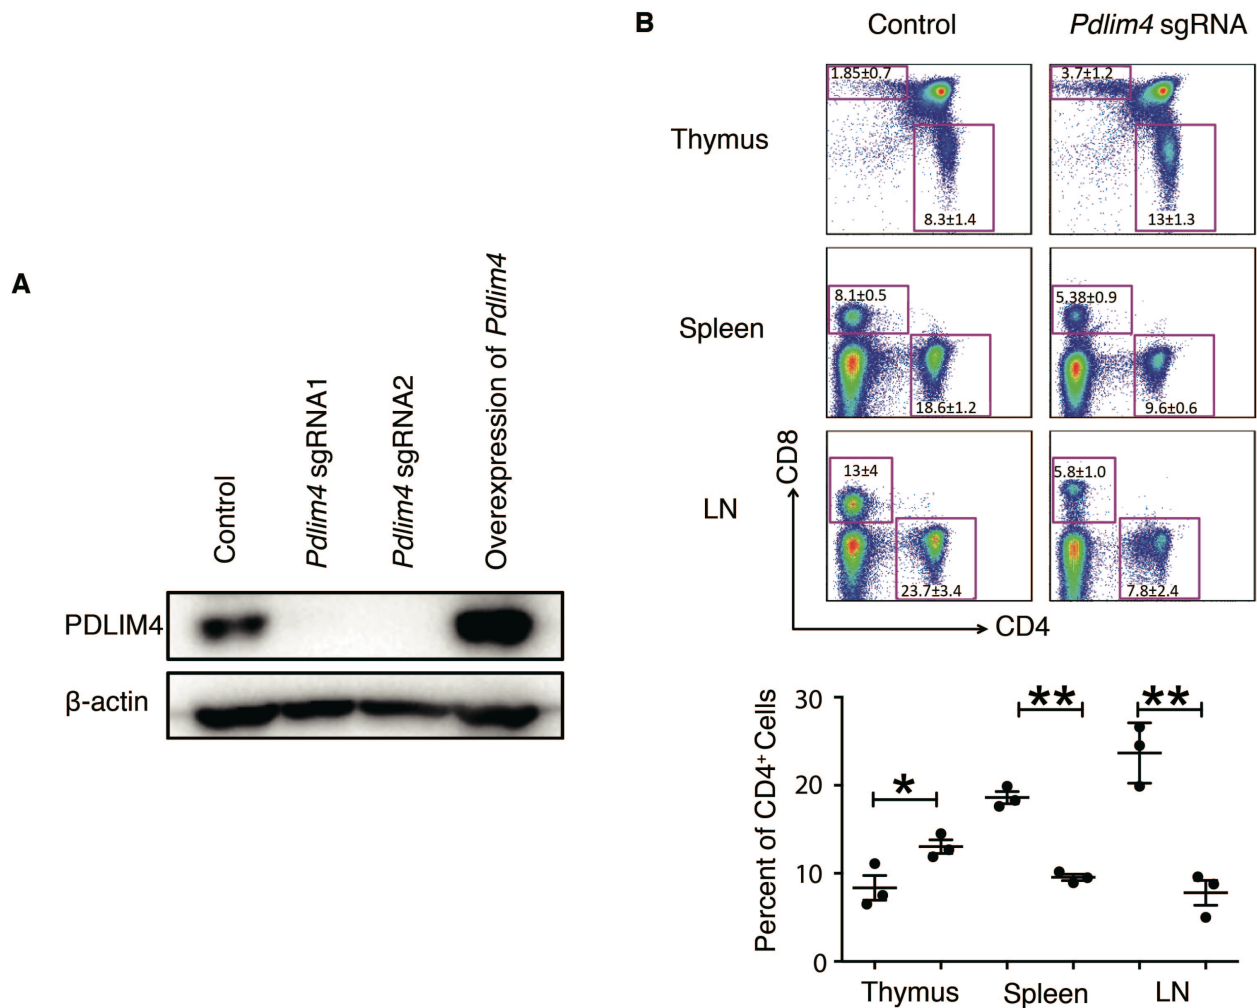 A
Control
Pdlim4 sgRNA1
Pdlim4 sgRNA2
Overexpression of Pdlim4
PDLIM4
β-actin
B
Control
Pdlim4 sgRNA
Thymus
1.85±0.7
8.3±1.4
3.7±1.2
13±1.3
Spleen
8.1±0.5
18.6±1.2
5.38±0.9
9.6±0.6
LN
13±4
23.7±3.4
5.8±1.0
7.8±2.4
CD8
CD4
Percent of CD4⁺ Cells
30
20
10
0
*
**
**
Thymus
Spleen
LN